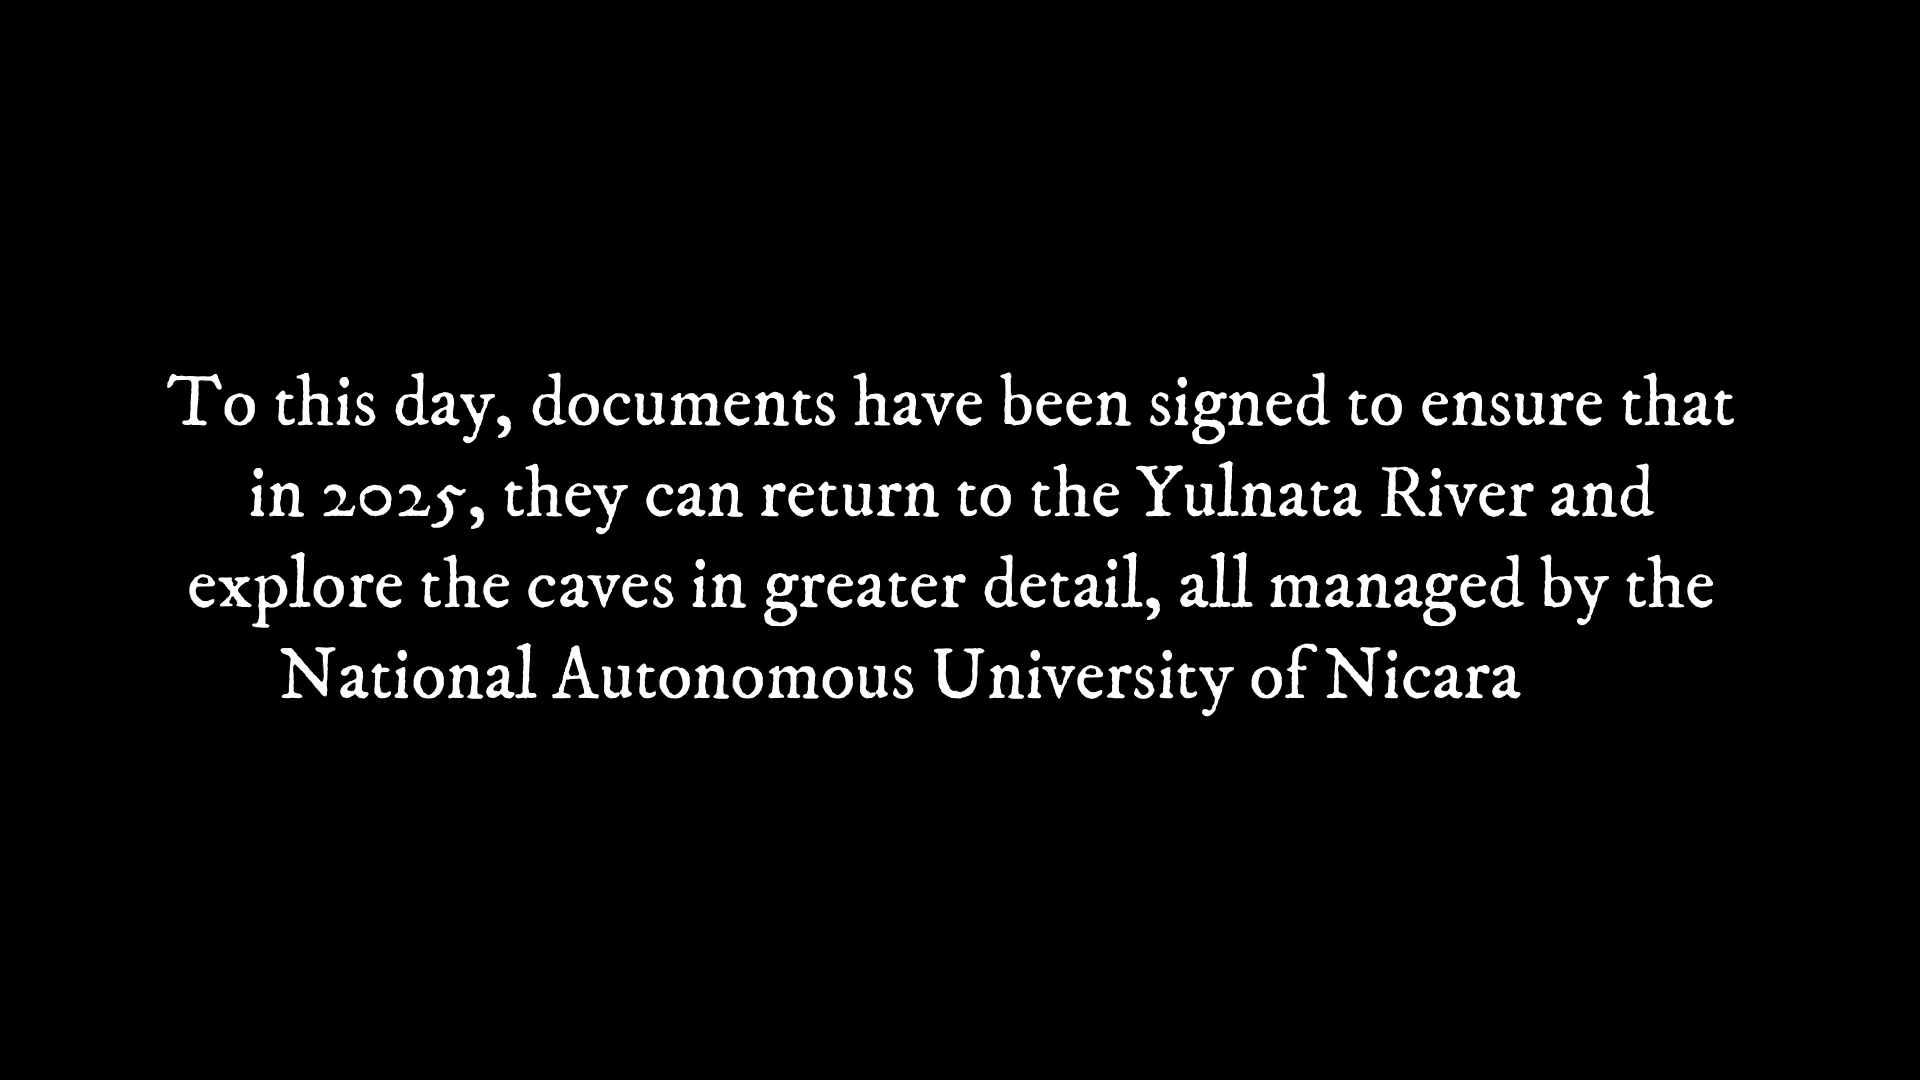 To this day, documents have been signed to ensure that
in 2025, they can return to the Yulnata River and
explore the caves in greater detail, all managed by the
National Autonomous University of Nicara